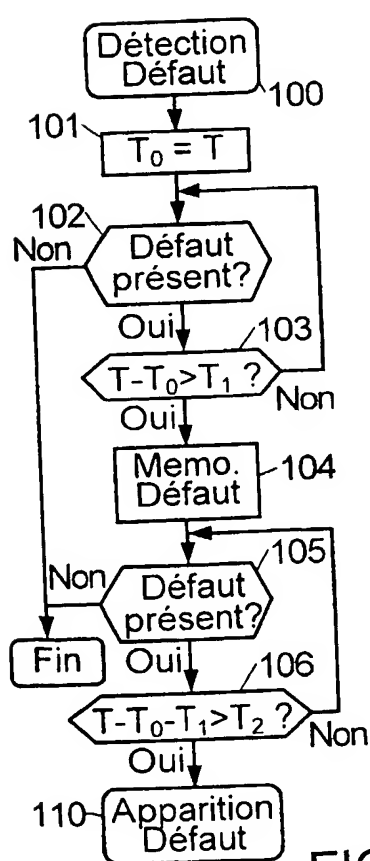 Détection
Défaut
100
101
T₀ = T
102
Non
Défaut
présent?
Oui
103
T-T₀>T₁ ?
Non
Oui
Memo.
Défaut
104
105
Non
Défaut
présent?
Fin
Oui
106
T-T₀-T₁>T₂ ?
Non
Oui
110
Apparition
Défaut